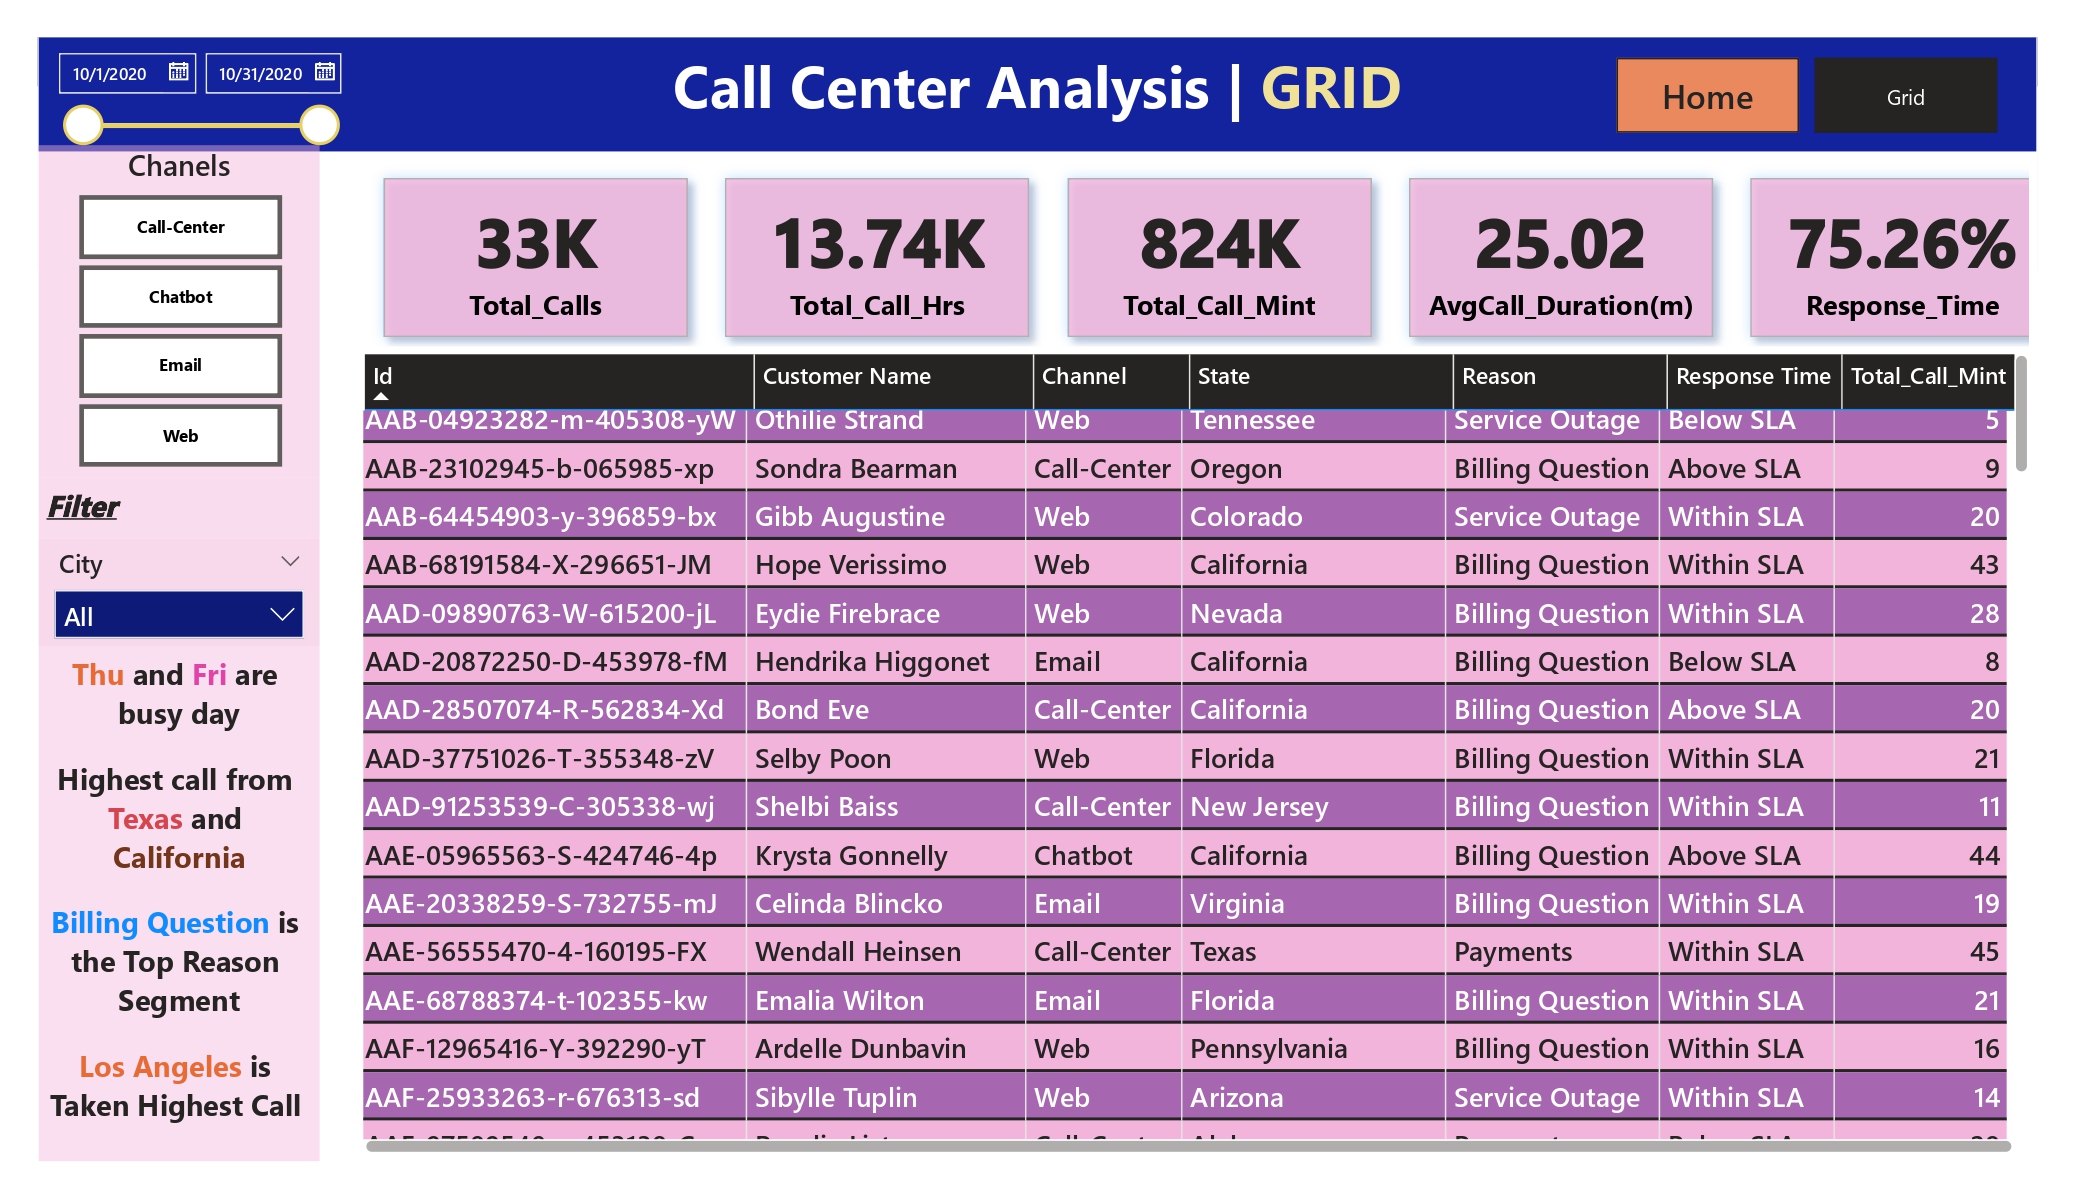 10/1/2020 10/31/2020
Call Center Analysis | GRID
Home Grid
Chanels
Call-Center
Chatbot
Email
Web
Filter
City
All
Thu and Fri are
busy day
Highest call from
Texas and
California
Billing Question is
the Top Reason
Segment
Los Angeles is
Taken Highest Call
33K 13.74K 824K 25.02 75.26%
Total_Calls Total_Call_Hrs Total_Call_Mint AvgCall_Duration(m) Response_Time
Id Customer Name Channel State Reason Response Time Total_Call_Mint
AAB-04923282-m-405308-yW Othilie Strand Web Tennessee Service Outage Below SLA 5
AAB-23102945-b-065985-xp Sondra Bearman Call-Center Oregon Billing Question Above SLA 9
AAB-64454903-y-396859-bx Gibb Augustine Web Colorado Service Outage Within SLA 20
AAB-68191584-X-296651-JM Hope Verissimo Web California Billing Question Within SLA 43
AAD-09890763-W-615200-jL Eydie Firebrace Web Nevada Billing Question Within SLA 28
AAD-20872250-D-453978-fM Hendrika Higgonet Email California Billing Question Below SLA 8
AAD-28507074-R-562834-Xd Bond Eve Call-Center California Billing Question Above SLA 20
AAD-37751026-T-355348-zV Selby Poon Web Florida Billing Question Within SLA 21
AAD-91253539-C-305338-wj Shelbi Baiss Call-Center New Jersey Billing Question Within SLA 11
AAE-05965563-S-424746-4p Krysta Gonnelly Chatbot California Billing Question Above SLA 44
AAE-20338259-S-732755-mJ Celinda Blincko Email Virginia Billing Question Within SLA 19
AAE-56555470-4-160195-FX Wendall Heinsen Call-Center Texas Payments Within SLA 45
AAE-68788374-t-102355-kw Emalia Wilton Email Florida Billing Question Within SLA 21
AAF-12965416-Y-392290-yT Ardelle Dunbavin Web Pennsylvania Billing Question Within SLA 16
AAF-25933263-r-676313-sd Sibylle Tuplin Web Arizona Service Outage Within SLA 14